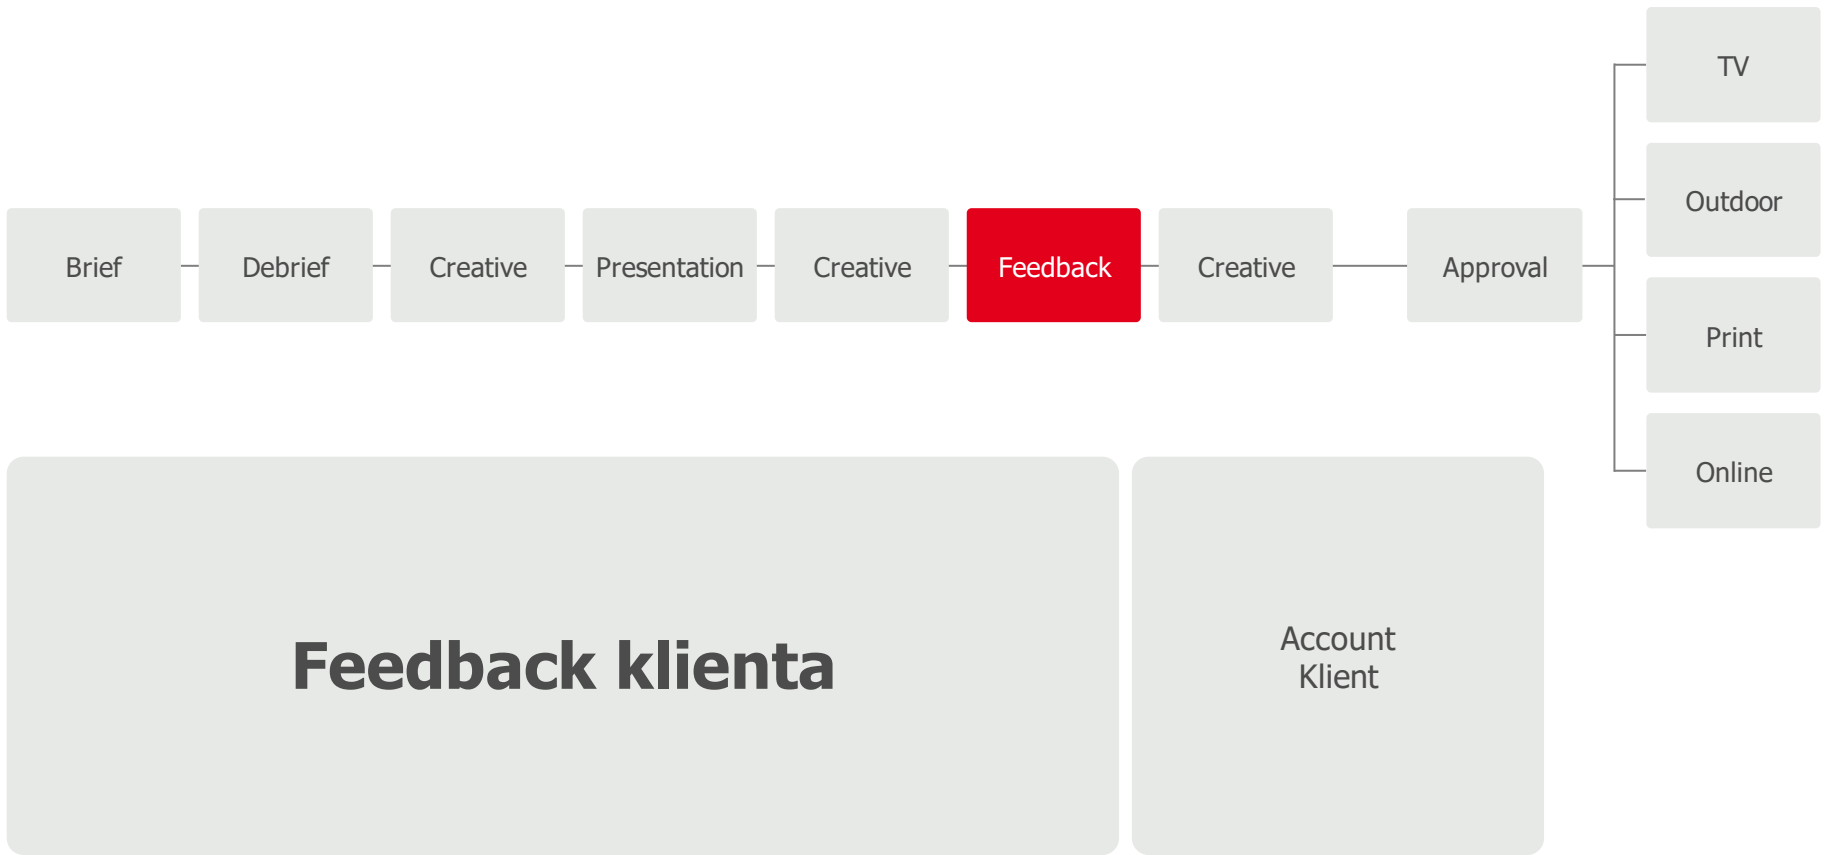 TV
Outdoor
Brief
Debrief
Creative
Presentation
Creative
Feedback
Creative
Approval
Print
Online
Feedback klienta
Account
Klient